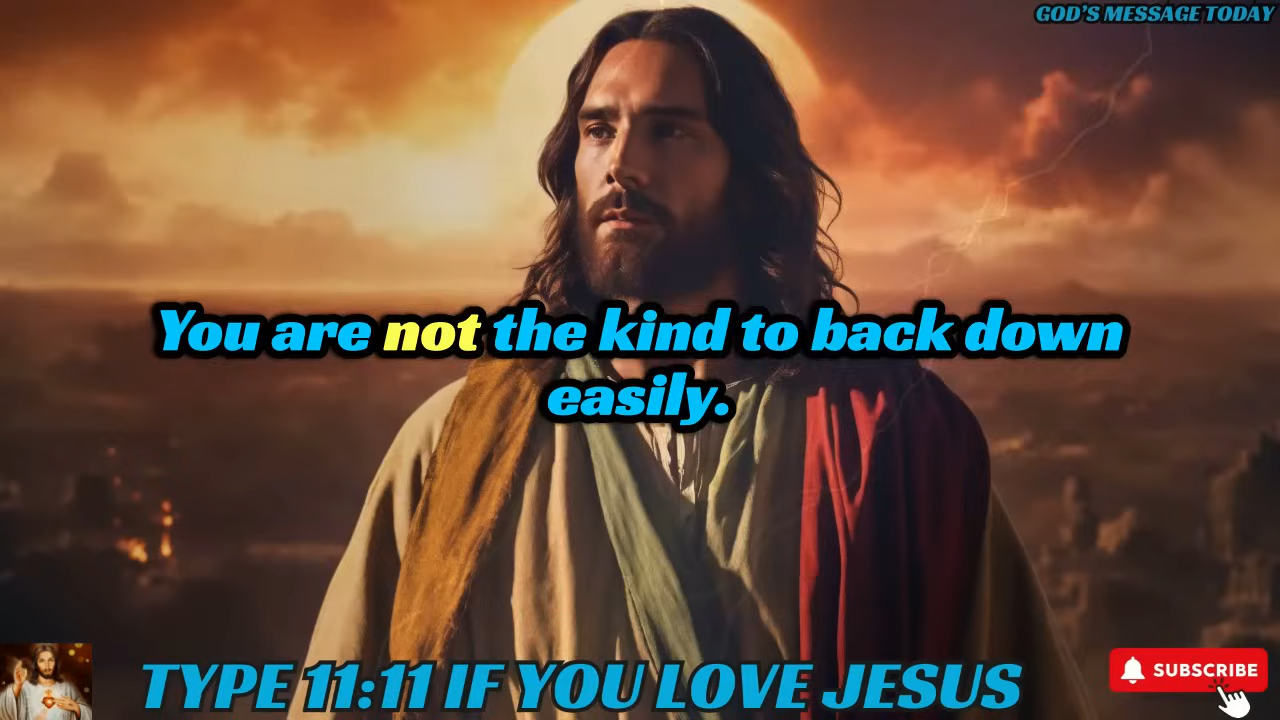 GOD'S MESSAGE TODAY
You are not the kind to back down
easily.
TYPE 11:11 IF YOU LOVE JESUS
SUBSCRIBE